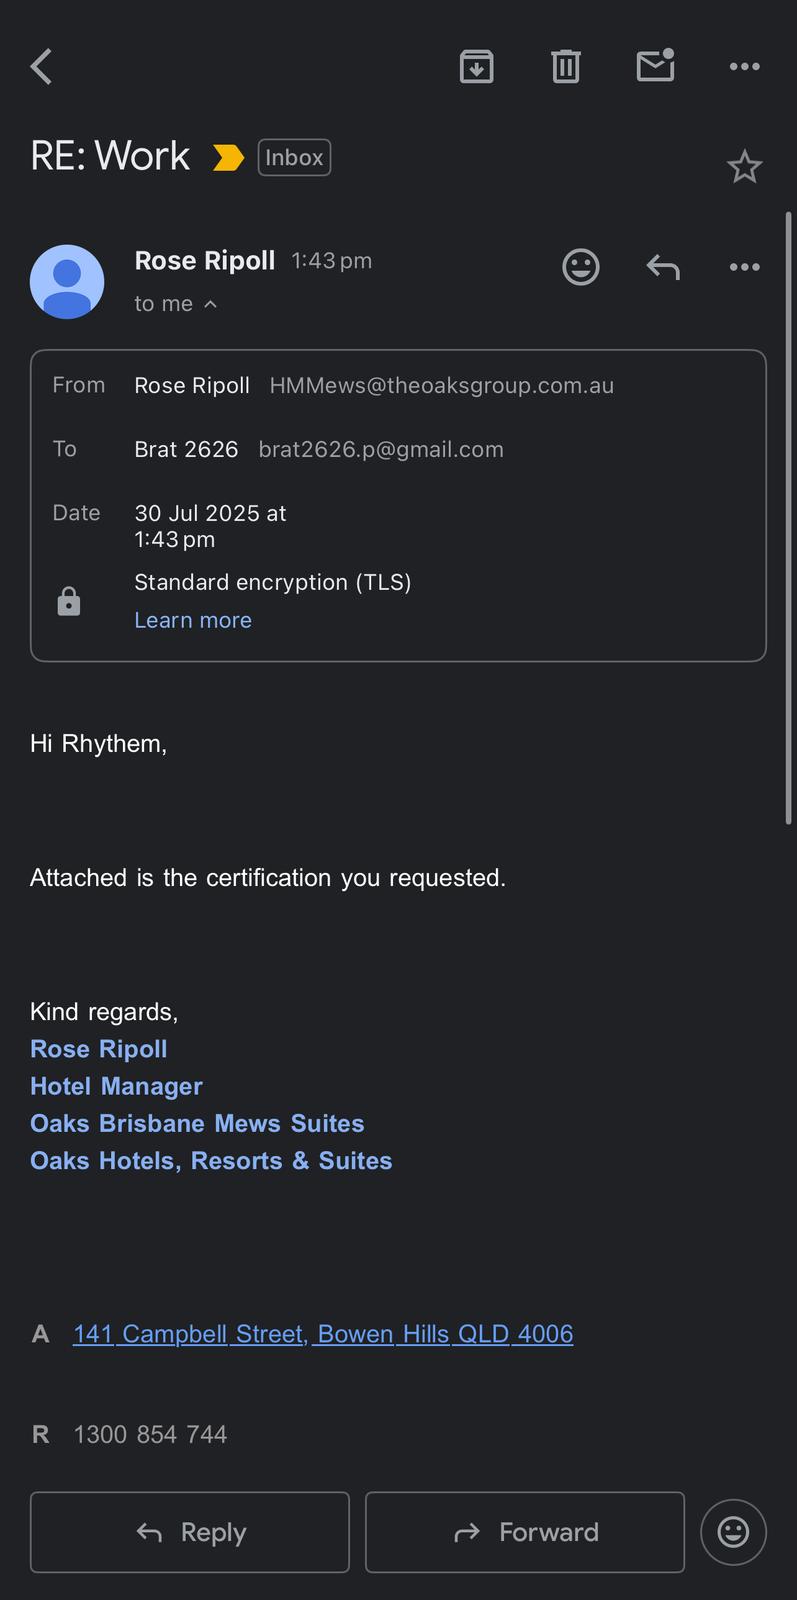 RE: Work Inbox
Rose Ripoll 1:43 pm
to me
From Rose Ripoll HMMews@theoaksgroup.com.au
To Brat 2626 brat2626.p@gmail.com
Date 30 Jul 2025 at
1:43 pm
Standard encryption (TLS)
Learn more
Hi Rhythem,
Attached is the certification you requested.
Kind regards,
Rose Ripoll
Hotel Manager
Oaks Brisbane Mews Suites
Oaks Hotels, Resorts & Suites
A 141 Campbell Street, Bowen Hills QLD 4006
R 1300 854 744
Reply Forward